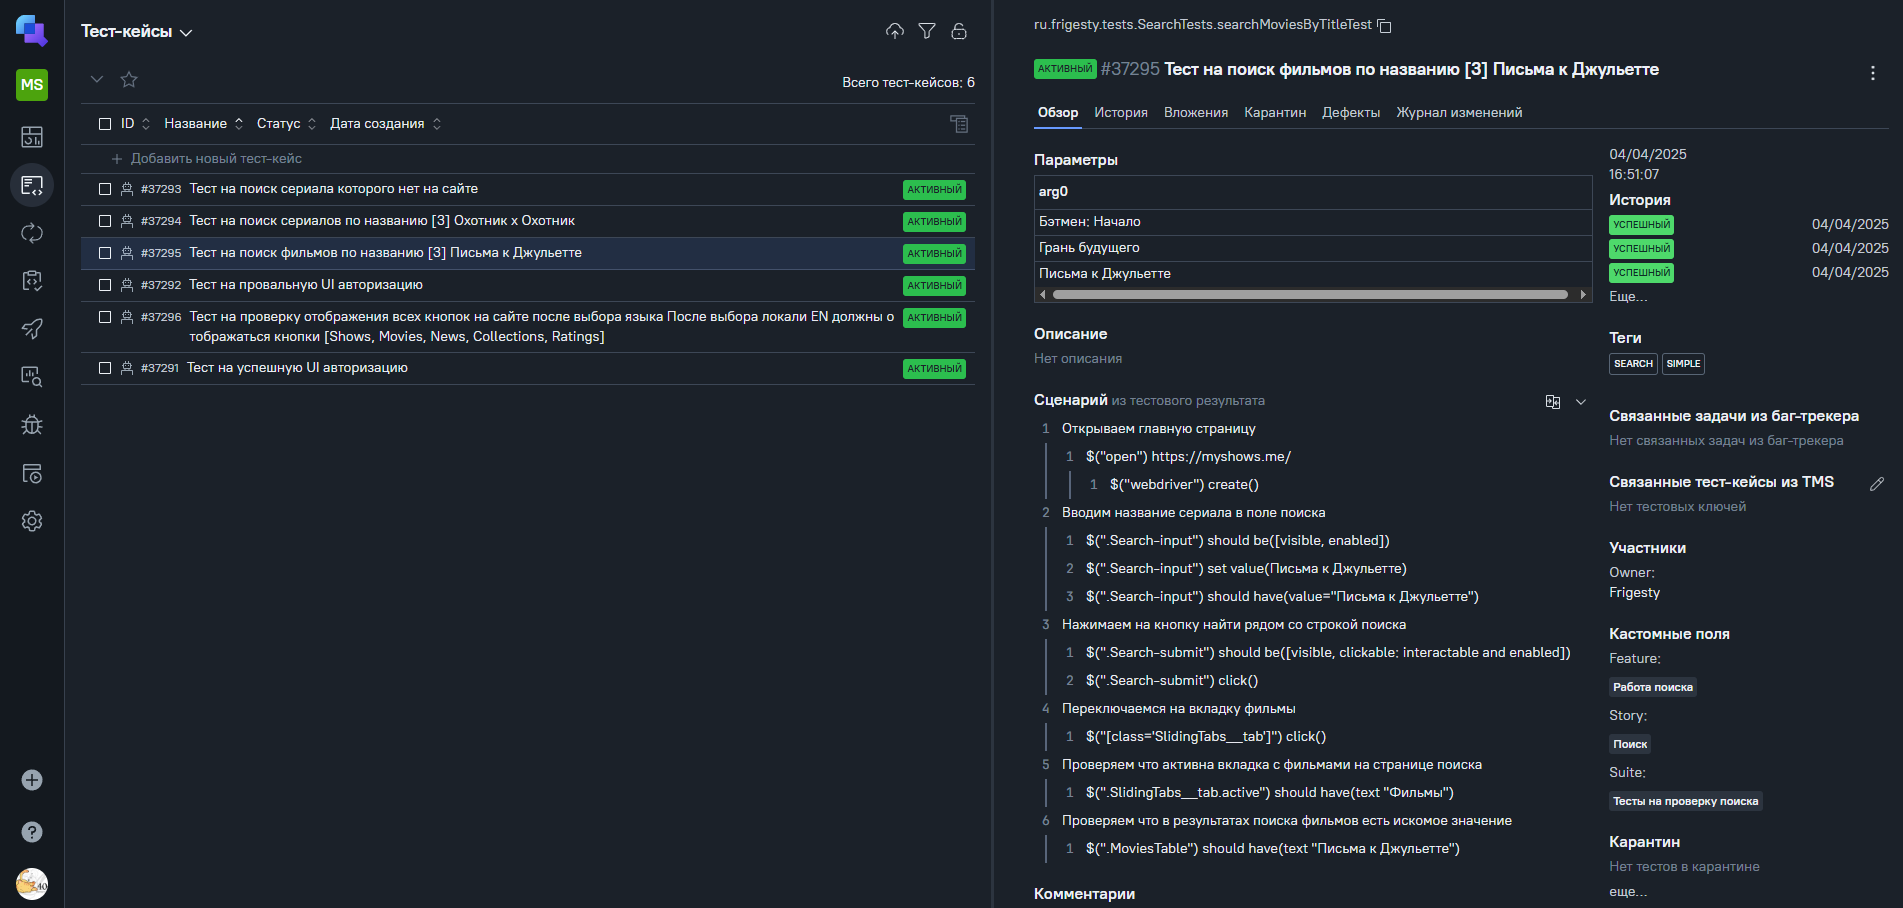 MS
Тест-кейсы
Всего тест-кейсов: 6
ID Название Статус Дата создания
Добавить новый тест-кейс
#37293 Тест на поиск сериала которого нет на сайте АКТИВНЫЙ
#37294 Тест на поиск сериалов по названию [3] Охотник х Охотник АКТИВНЫЙ
#37295 Тест на поиск фильмов по названию [3] Письма к Джульетте АКТИВНЫЙ
#37292 Тест на провальную UI авторизацию АКТИВНЫЙ
#37296 Тест на проверку отображения всех кнопок на сайте после выбора языка После выбора локали EN должны о АКТИВНЫЙ
тображаться кнопки [Shows, Movies, News, Collections, Ratings]
#37291 Тест на успешную UI авторизацию АКТИВНЫЙ
ru.frigesty.tests.SearchTests.searchMoviesByTitleTest
АКТИВНЫЙ #37295 Тест на поиск фильмов по названию [3] Письма к Джульетте
Обзор История Вложения Карантин Дефекты Журнал изменений
Параметры
arg0
Бэтмен: Начало
Грань будущего
Письма к Джульетте
Описание
Нет описания
Сценарий из тестового результата
1 Открываем главную страницу
1 $("open") https://myshows.me/
1 $("webdriver") create()
2 Вводим название сериала в поле поиска
1 $(".Search-input") should be([visible, enabled])
2 $(".Search-input") set value(Письма к Джульетте)
3 $(".Search-input") should have(value="Письма к Джульетте")
3 Нажимаем на кнопку найти рядом со строкой поиска
1 $(".Search-submit") should be([visible, clickable: interactable and enabled])
2 $(".Search-submit") click()
4 Переключаемся на вкладку фильмы
1 $("[class='SlidingTabs__tab']") click()
5 Проверяем что активна вкладка с фильмами на странице поиска
1 $(".SlidingTabs__tab.active") should have(text "Фильмы")
6 Проверяем что в результатах поиска фильмов есть искомое значение
1 $(".MoviesTable") should have(text "Письма к Джульетте")
Комментарии
04/04/2025
16:51:07
История
УСПЕШНЫЙ 04/04/2025
УСПЕШНЫЙ 04/04/2025
УСПЕШНЫЙ 04/04/2025
Еще...
Теги
SEARCH SIMPLE
Связанные задачи из баг-трекера
Нет связанных задач из баг-трекера
Связанные тест-кейсы из TMS
Нет тестовых ключей
Участники
Owner:
Frigesty
Кастомные поля
Feature:
Рвбота поиска
Story:
Поиск
Suite:
Тесты на проверку поиска
Карантин
Нет тестов в карантине
еще...